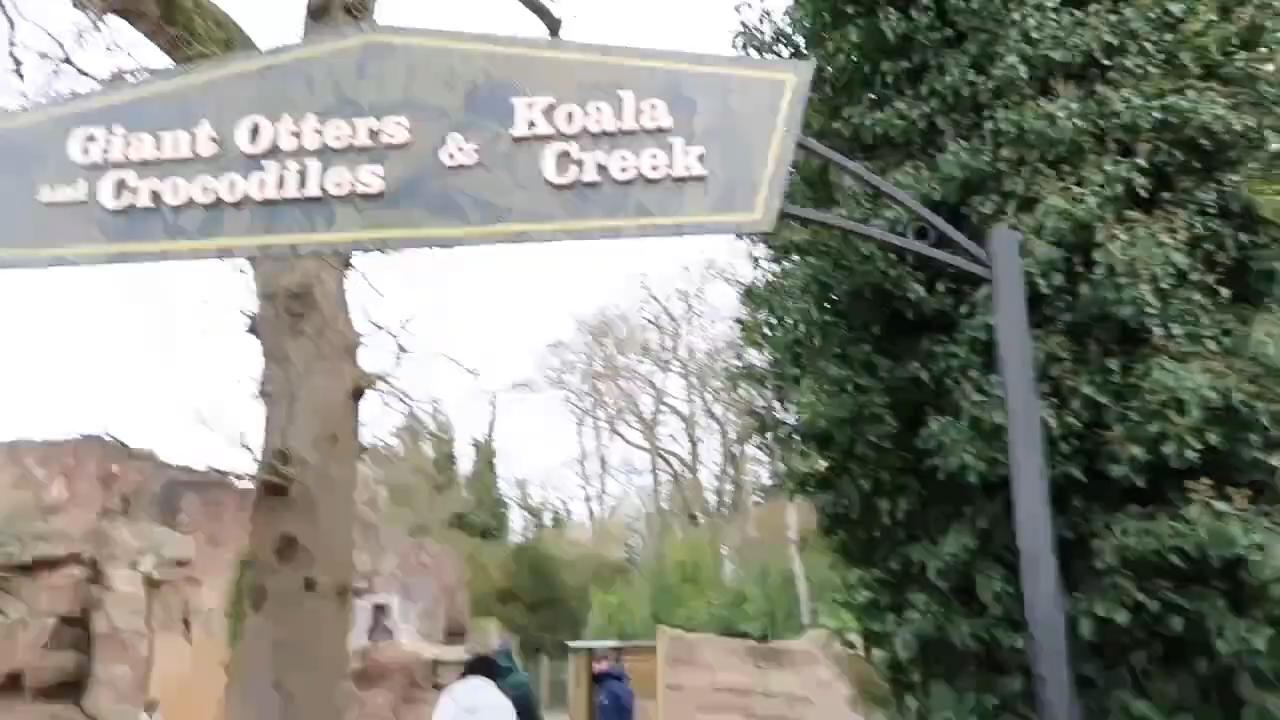 Giant Otters
and Crocodiles
&
Koala
Creek